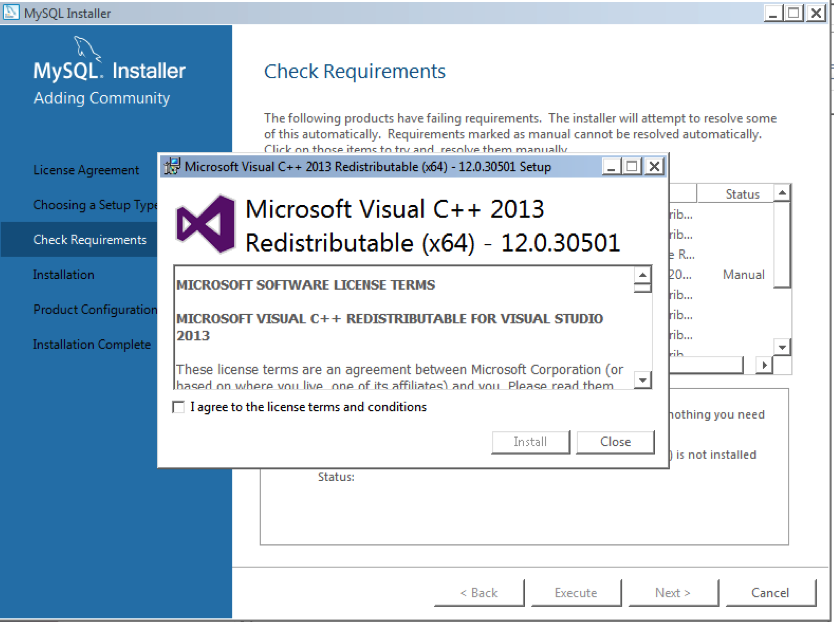 MySQL Installer
MySQL. Installer
Adding Community
License Agreement
Choosing a Setup Type
Check Requirements
Installation
Product Configuration
Installation Complete
Check Requirements
The following products have failing requirements. The installer will attempt to resolve some
of this automatically. Requirements marked as manual cannot be resolved automatically.
Click on those items to try and resolve them manually.
Status
rib...
rib...
e R...
20... Manual
rib...
rib...
rib...
rib...
Microsoft Visual C++ 2013 Redistributable (x64) - 12.0.30501 Setup
Microsoft Visual C++ 2013
Redistributable (x64) - 12.0.30501
MICROSOFT SOFTWARE LICENSE TERMS
MICROSOFT VISUAL C++ REDISTRIBUTABLE FOR VISUAL STUDIO
2013
These license terms are an agreement between Microsoft Corporation (or
based on where you live, one of its affiliates) and you. Please read them.
I agree to the license terms and conditions
Install Close
nothing you need
) is not installed
Status:
< Back Execute Next > Cancel